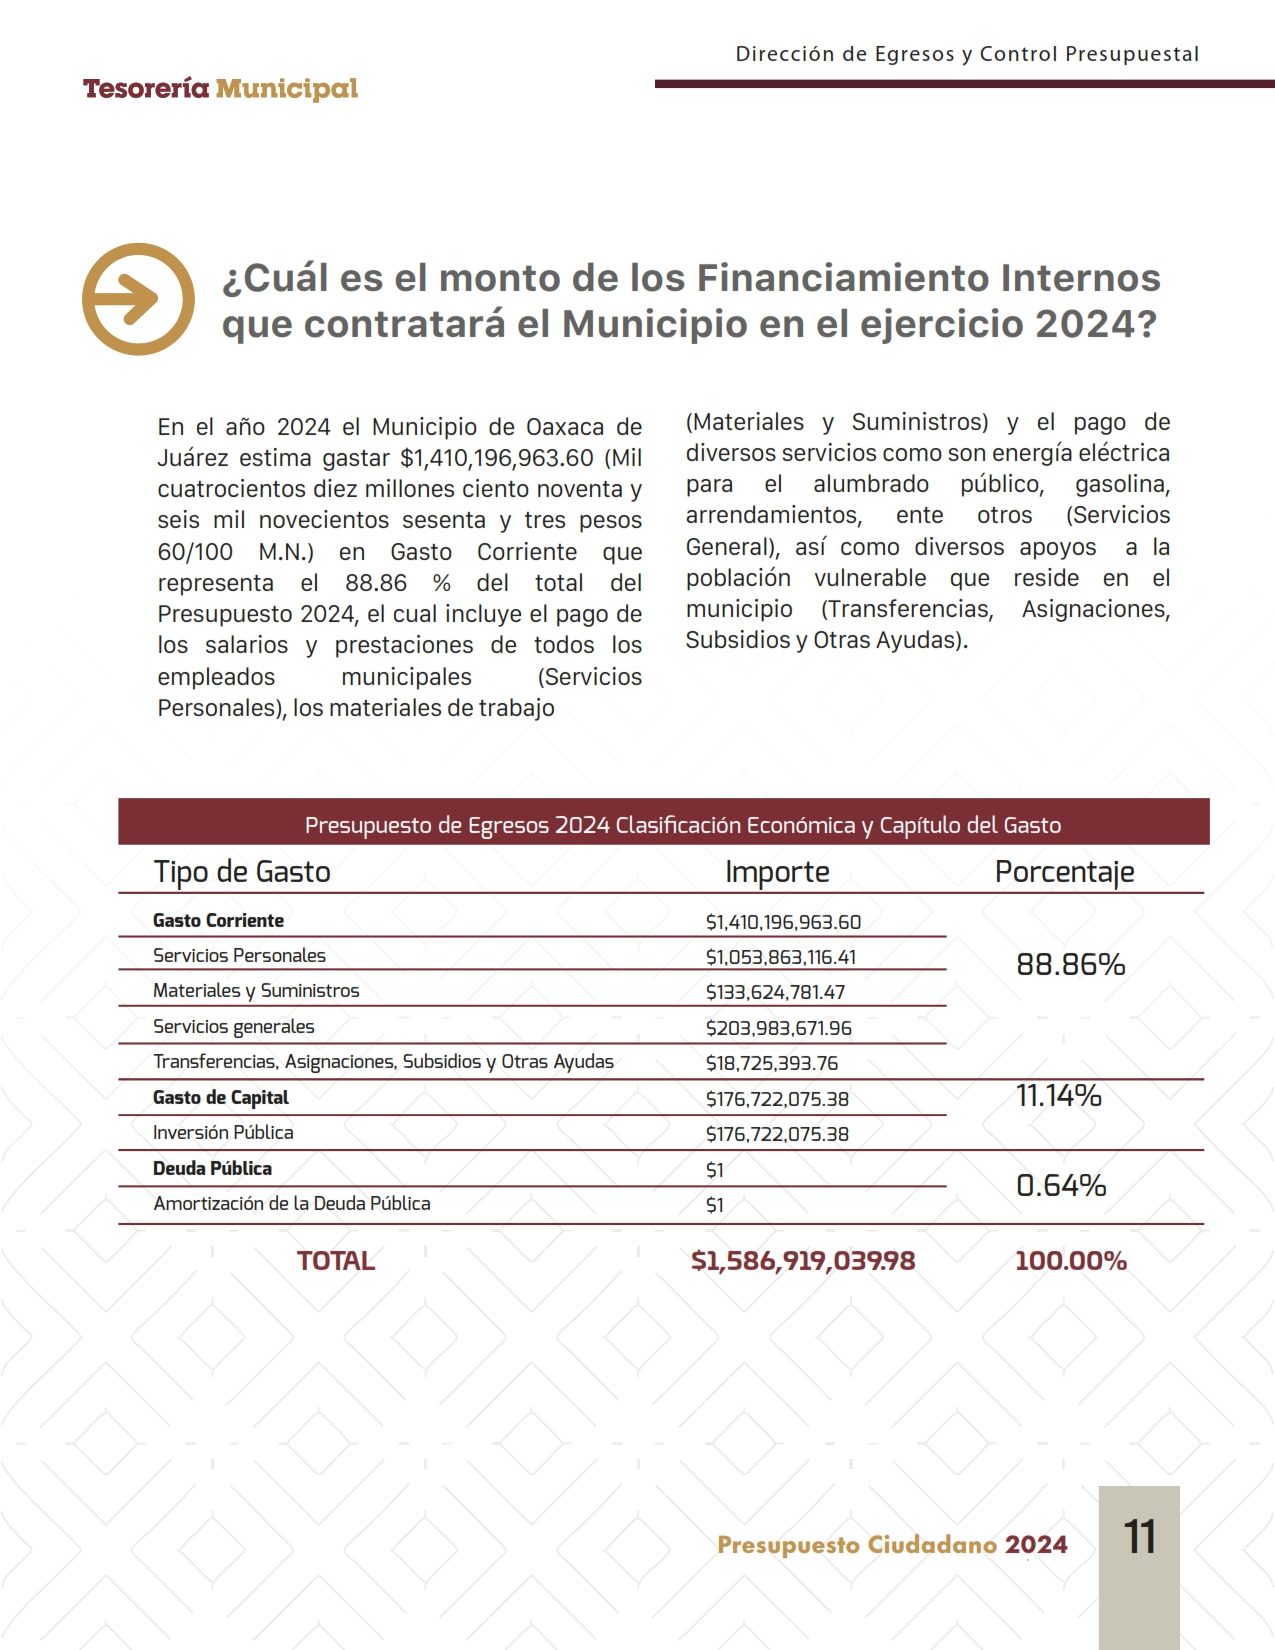 Dirección de Egresos y Control Presupuestal
Tesorería Municipal
¿Cuál es el monto de los Financiamiento Internos
que contratará el Municipio en el ejercicio 2024?
En el año 2024 el Municipio de Oaxaca de
Juárez estima gastar $1,410,196,963.60 (Mil
cuatrocientos diez millones ciento noventa y
seis mil novecientos sesenta y tres pesos
60/100 M.N.) en Gasto Corriente que
representa el 88.86 % del total del
Presupuesto 2024, el cual incluye el pago de
los salarios y prestaciones de todos los
empleados municipales (Servicios
Personales), los materiales de trabajo
(Materiales y Suministros) y el pago de
diversos servicios como son energía eléctrica
para el alumbrado público, gasolina,
arrendamientos, ente otros (Servicios
General), así como diversos apoyos a la
población vulnerable que reside en el
municipio (Transferencias, Asignaciones,
Subsidios y Otras Ayudas).
Presupuesto de Egresos 2024 Clasificación Económica y Capítulo del Gasto
Tipo de Gasto Importe Porcentaje
Gasto Corriente $1,410,196,963.60
Servicios Personales $1,053,863,116.41
88.86%
Materiales y Suministros $133,624,781.47
Servicios generales $203,983,671.96
Transferencias, Asignaciones, Subsidios y Otras Ayudas $18,725,393.76
Gasto de Capital $176,722,075.38 11.14%
Inversión Pública $176,722,075.38
Deuda Pública $1
0.64%
Amortización de la Deuda Pública $1
TOTAL $1,586,919,039.98 100.00%
Presupuesto Ciudadano 2024
11